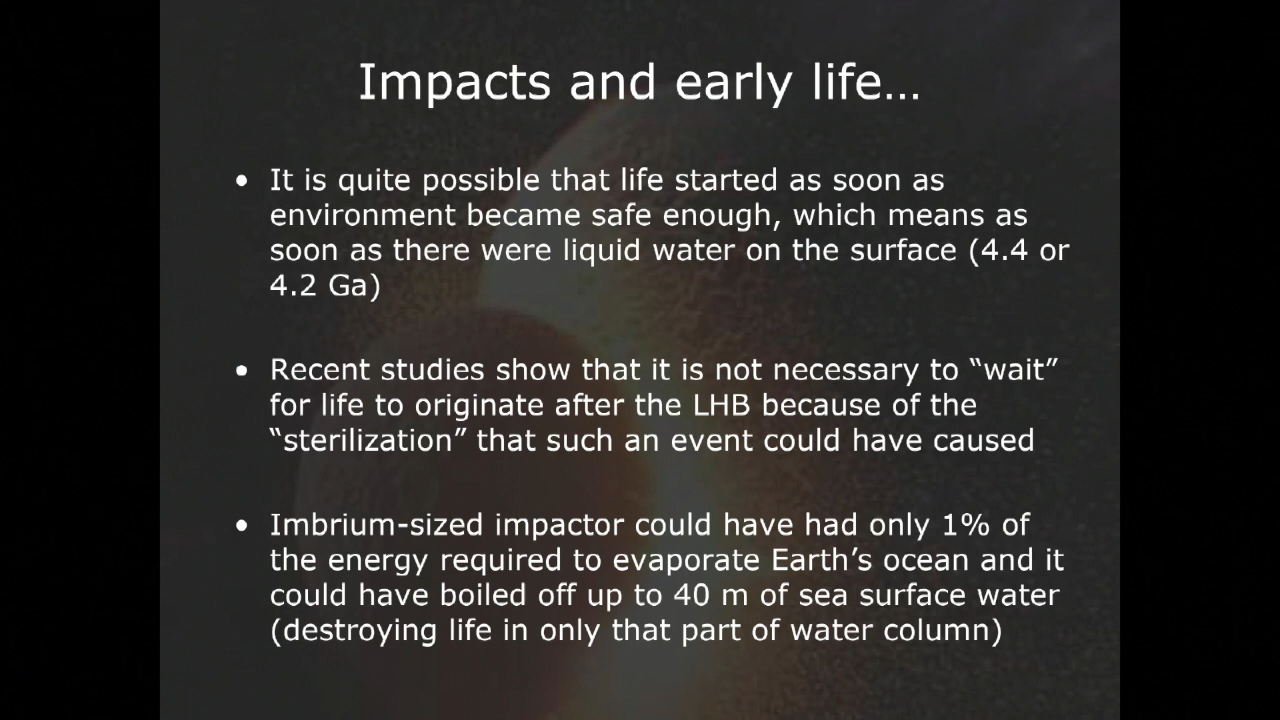 Impacts and early life…
• It is quite possible that life started as soon as
environment became safe enough, which means as
soon as there were liquid water on the surface (4.4 or
4.2 Ga)
• Recent studies show that it is not necessary to “wait”
for life to originate after the LHB because of the
“sterilization” that such an event could have caused
• Imbrium-sized impactor could have had only 1% of
the energy required to evaporate Earth’s ocean and it
could have boiled off up to 40 m of sea surface water
(destroying life in only that part of water column)